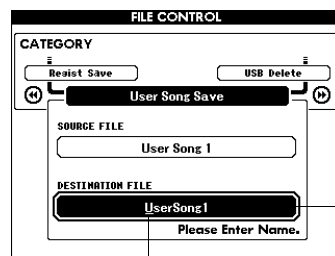 FILE CONTROL
CATEGORY
Regist Save
USB Delete
User Song Save
SOURCE FILE
User Song 1
DESTINATION FILE
UserSong1
Please Enter Name.